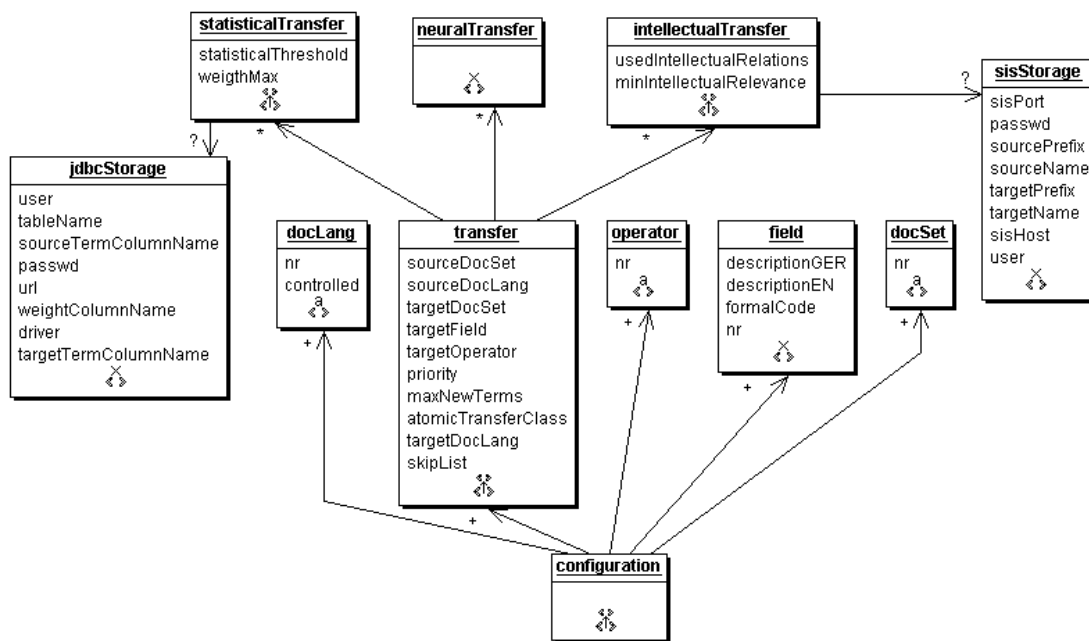 statisticalTransfer
statisticalThreshold
weigthMax
*
?
neuralTransfer
*
intellectualTransfer
usedIntellectualRelations
minIntellectualRelevance
*
?
sisStorage
sisPort
passwd
sourcePrefix
sourceName
targetPrefix
targetName
sisHost
user
jdbcStorage
user
tableName
sourceTermColumnName
passwd
url
weightColumnName
driver
targetTermColumnName
docLang
nr
controlled
a
+
transfer
sourceDocSet
sourceDocLang
targetDocSet
targetField
targetOperator
priority
maxNewTerms
atomicTransferClass
targetDocLang
skipList
+
operator
nr
a
+
field
descriptionGER
descriptionEN
formalCode
nr
+
docSet
nr
a
+
configuration